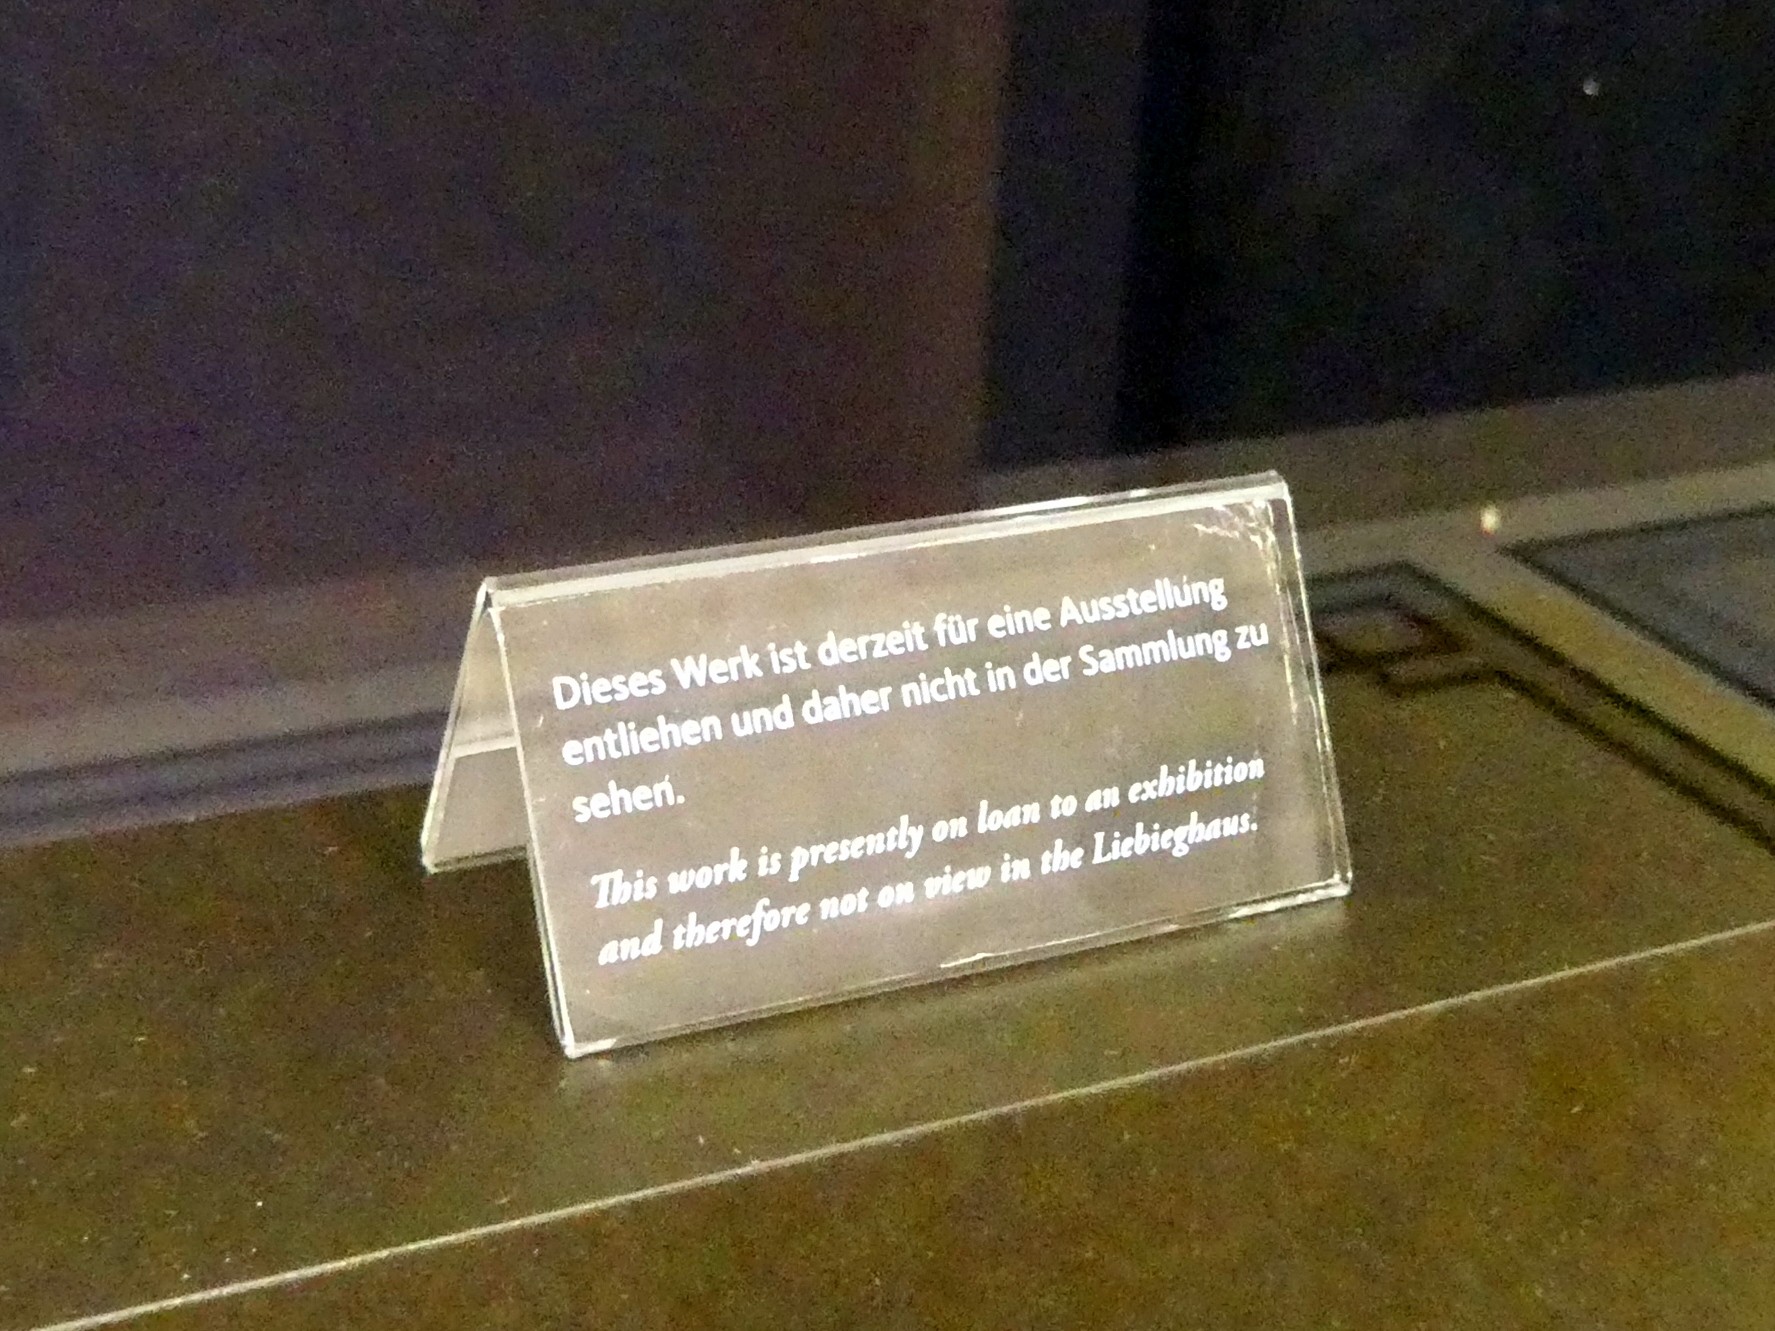 Dieses Werk ist derzeit für eine Ausstellung
entliehen und daher nicht in der Sammlung zu
sehen.
This work is presently on loan to an exhibition
and therefore not on view in the Liebieghaus.